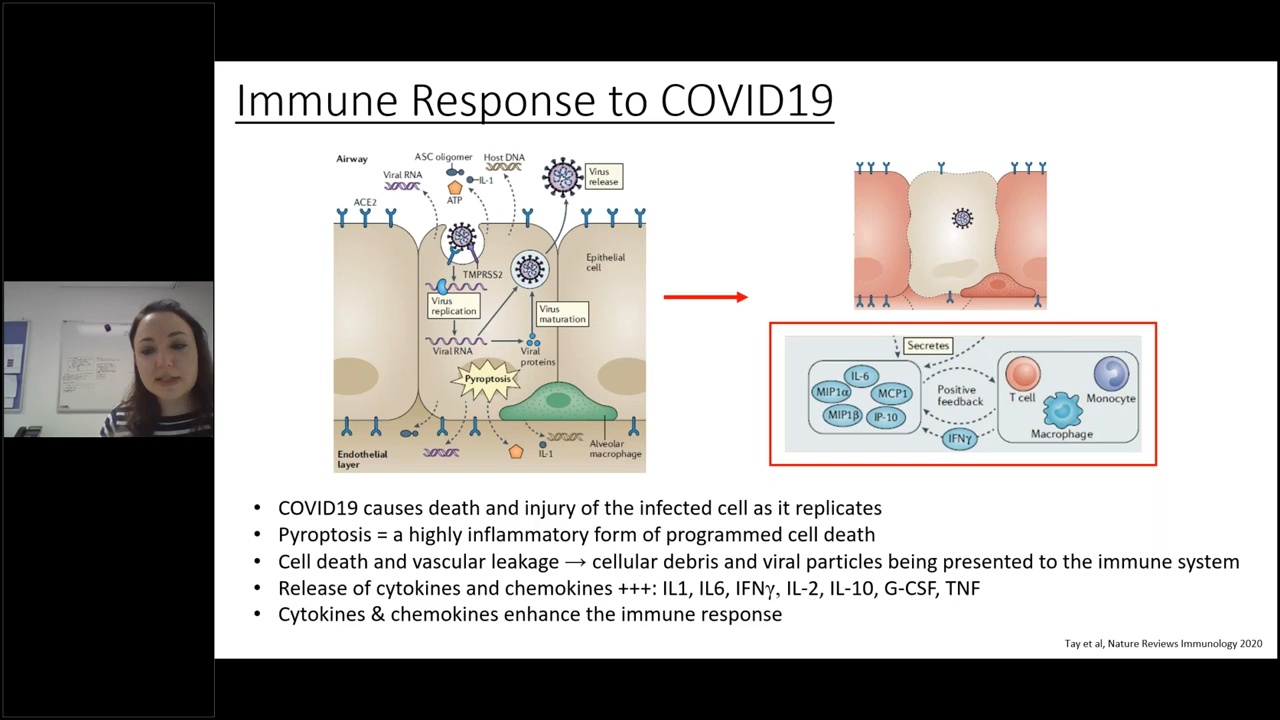 Immune Response to COVID19
Airway
ASC oligomer
Host DNA
Viral RNA
IL-1
ATP
Virus
release
ACE2
TMPRSS2
Epithelial
cell
Virus
replication
Virus
maturation
Viral RNA
Viral
proteins
Pyroptosis
IL-1
Alveolar
macrophage
Endothelial
layer
Secretes
IL-6
MIP1α
MCP1
MIP1β
IP-10
Positive
feedback
IFNγ
T cell
Monocyte
Macrophage
• COVID19 causes death and injury of the infected cell as it replicates
• Pyroptosis = a highly inflammatory form of programmed cell death
• Cell death and vascular leakage → cellular debris and viral particles being presented to the immune system
• Release of cytokines and chemokines +++: IL1, IL6, IFNγ, IL-2, IL-10, G-CSF, TNF
• Cytokines & chemokines enhance the immune response
Tay et al, Nature Reviews Immunology 2020